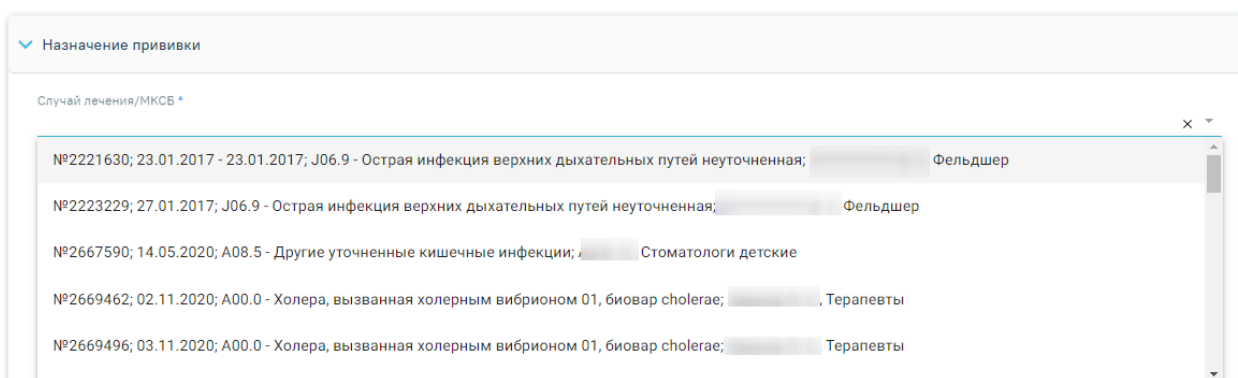 Назначение прививки
Случай лечения/МКСБ *
№2221630; 23.01.2017 - 23.01.2017; J06.9 - Острая инфекция верхних дыхательных путей неуточненная; Фельдшер
№2223229; 27.01.2017; J06.9 - Острая инфекция верхних дыхательных путей неуточненная; Фельдшер
№2667590; 14.05.2020; A08.5 - Другие уточненные кишечные инфекции; Стоматологи детские
№2669462; 02.11.2020; A00.0 - Холера, вызванная холерным вибрионом 01, биовар cholerae; , Терапевты
№2669496; 03.11.2020; A00.0 - Холера, вызванная холерным вибрионом 01, биовар cholerae; Терапевты